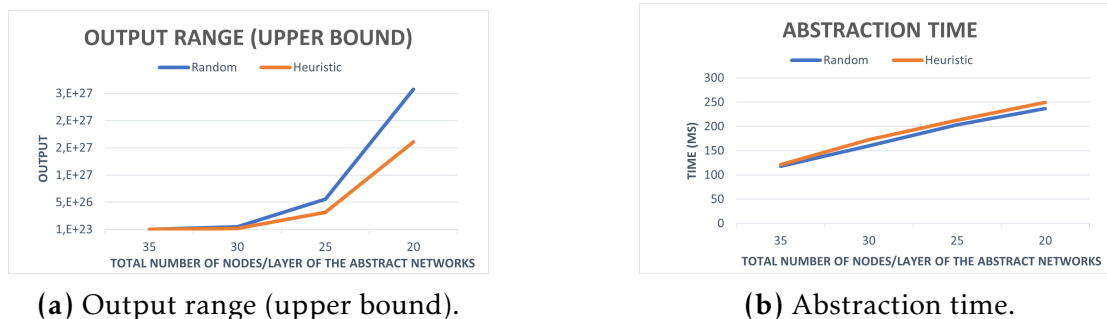 OUTPUT RANGE (UPPER BOUND)
Random Heuristic
OUTPUT
3,E+27
2,E+27
2,E+27
1,E+27
5,E+26
1,E+23
35 30 25 20
TOTAL NUMBER OF NODES/LAYER OF THE ABSTRACT NETWORKS
(a) Output range (upper bound).
ABSTRACTION TIME
Random Heuristic
TIME (MS)
300
250
200
150
100
50
0
35 30 25 20
TOTAL NUMBER OF NODES/LAYER OF THE ABSTRACT NETWORKS
(b) Abstraction time.